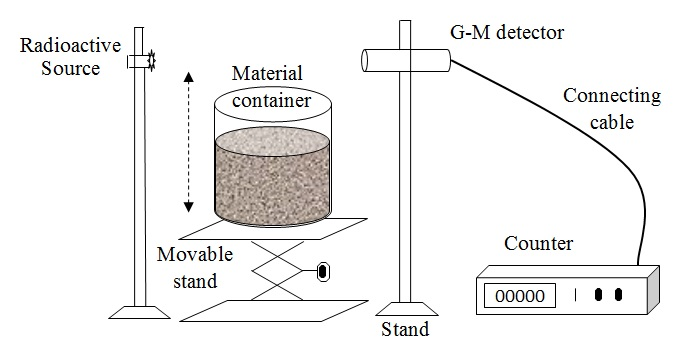 Radioactive
Source
Material
container
G-M detector
Connecting
cable
Movable
stand
Counter
00000
Stand